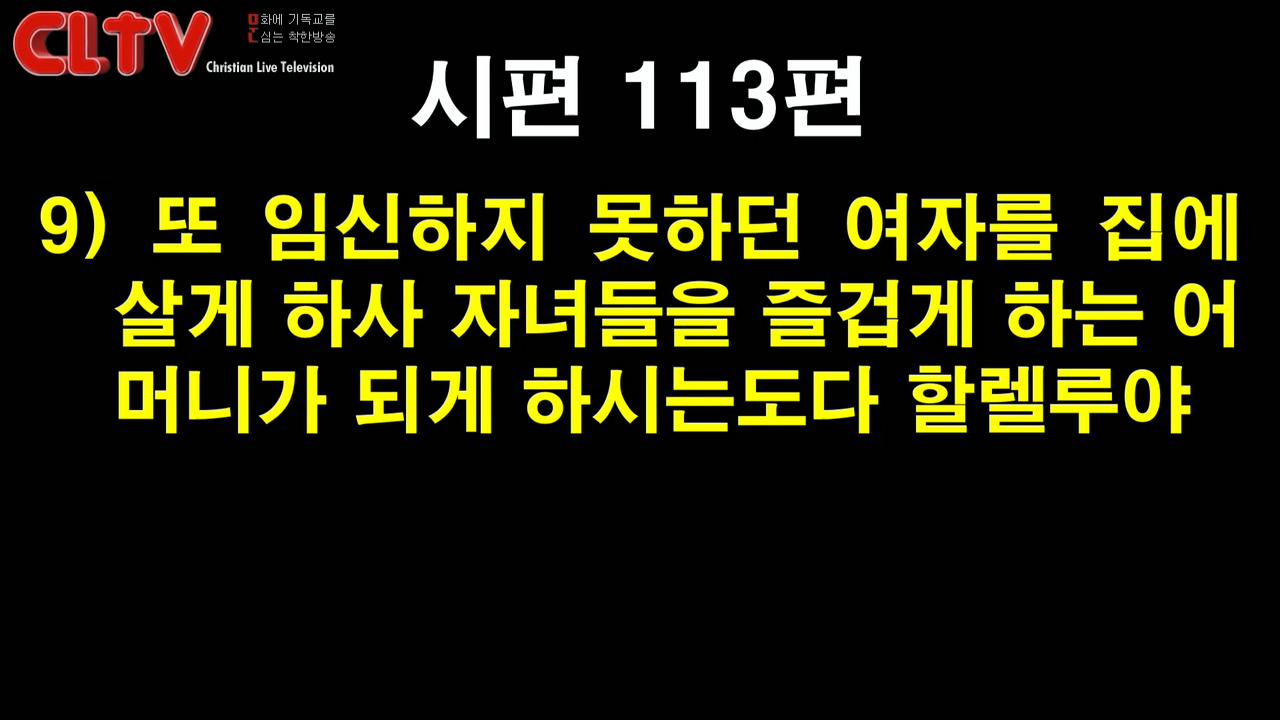 CLTV
문화에 기독교를
심는 착한방송
Christian Live Television
시편 113편
9) 또 임신하지 못하던 여자를 집에
살게 하사 자녀들을 즐겁게 하는 어
머니가 되게 하시는도다 할렐루야